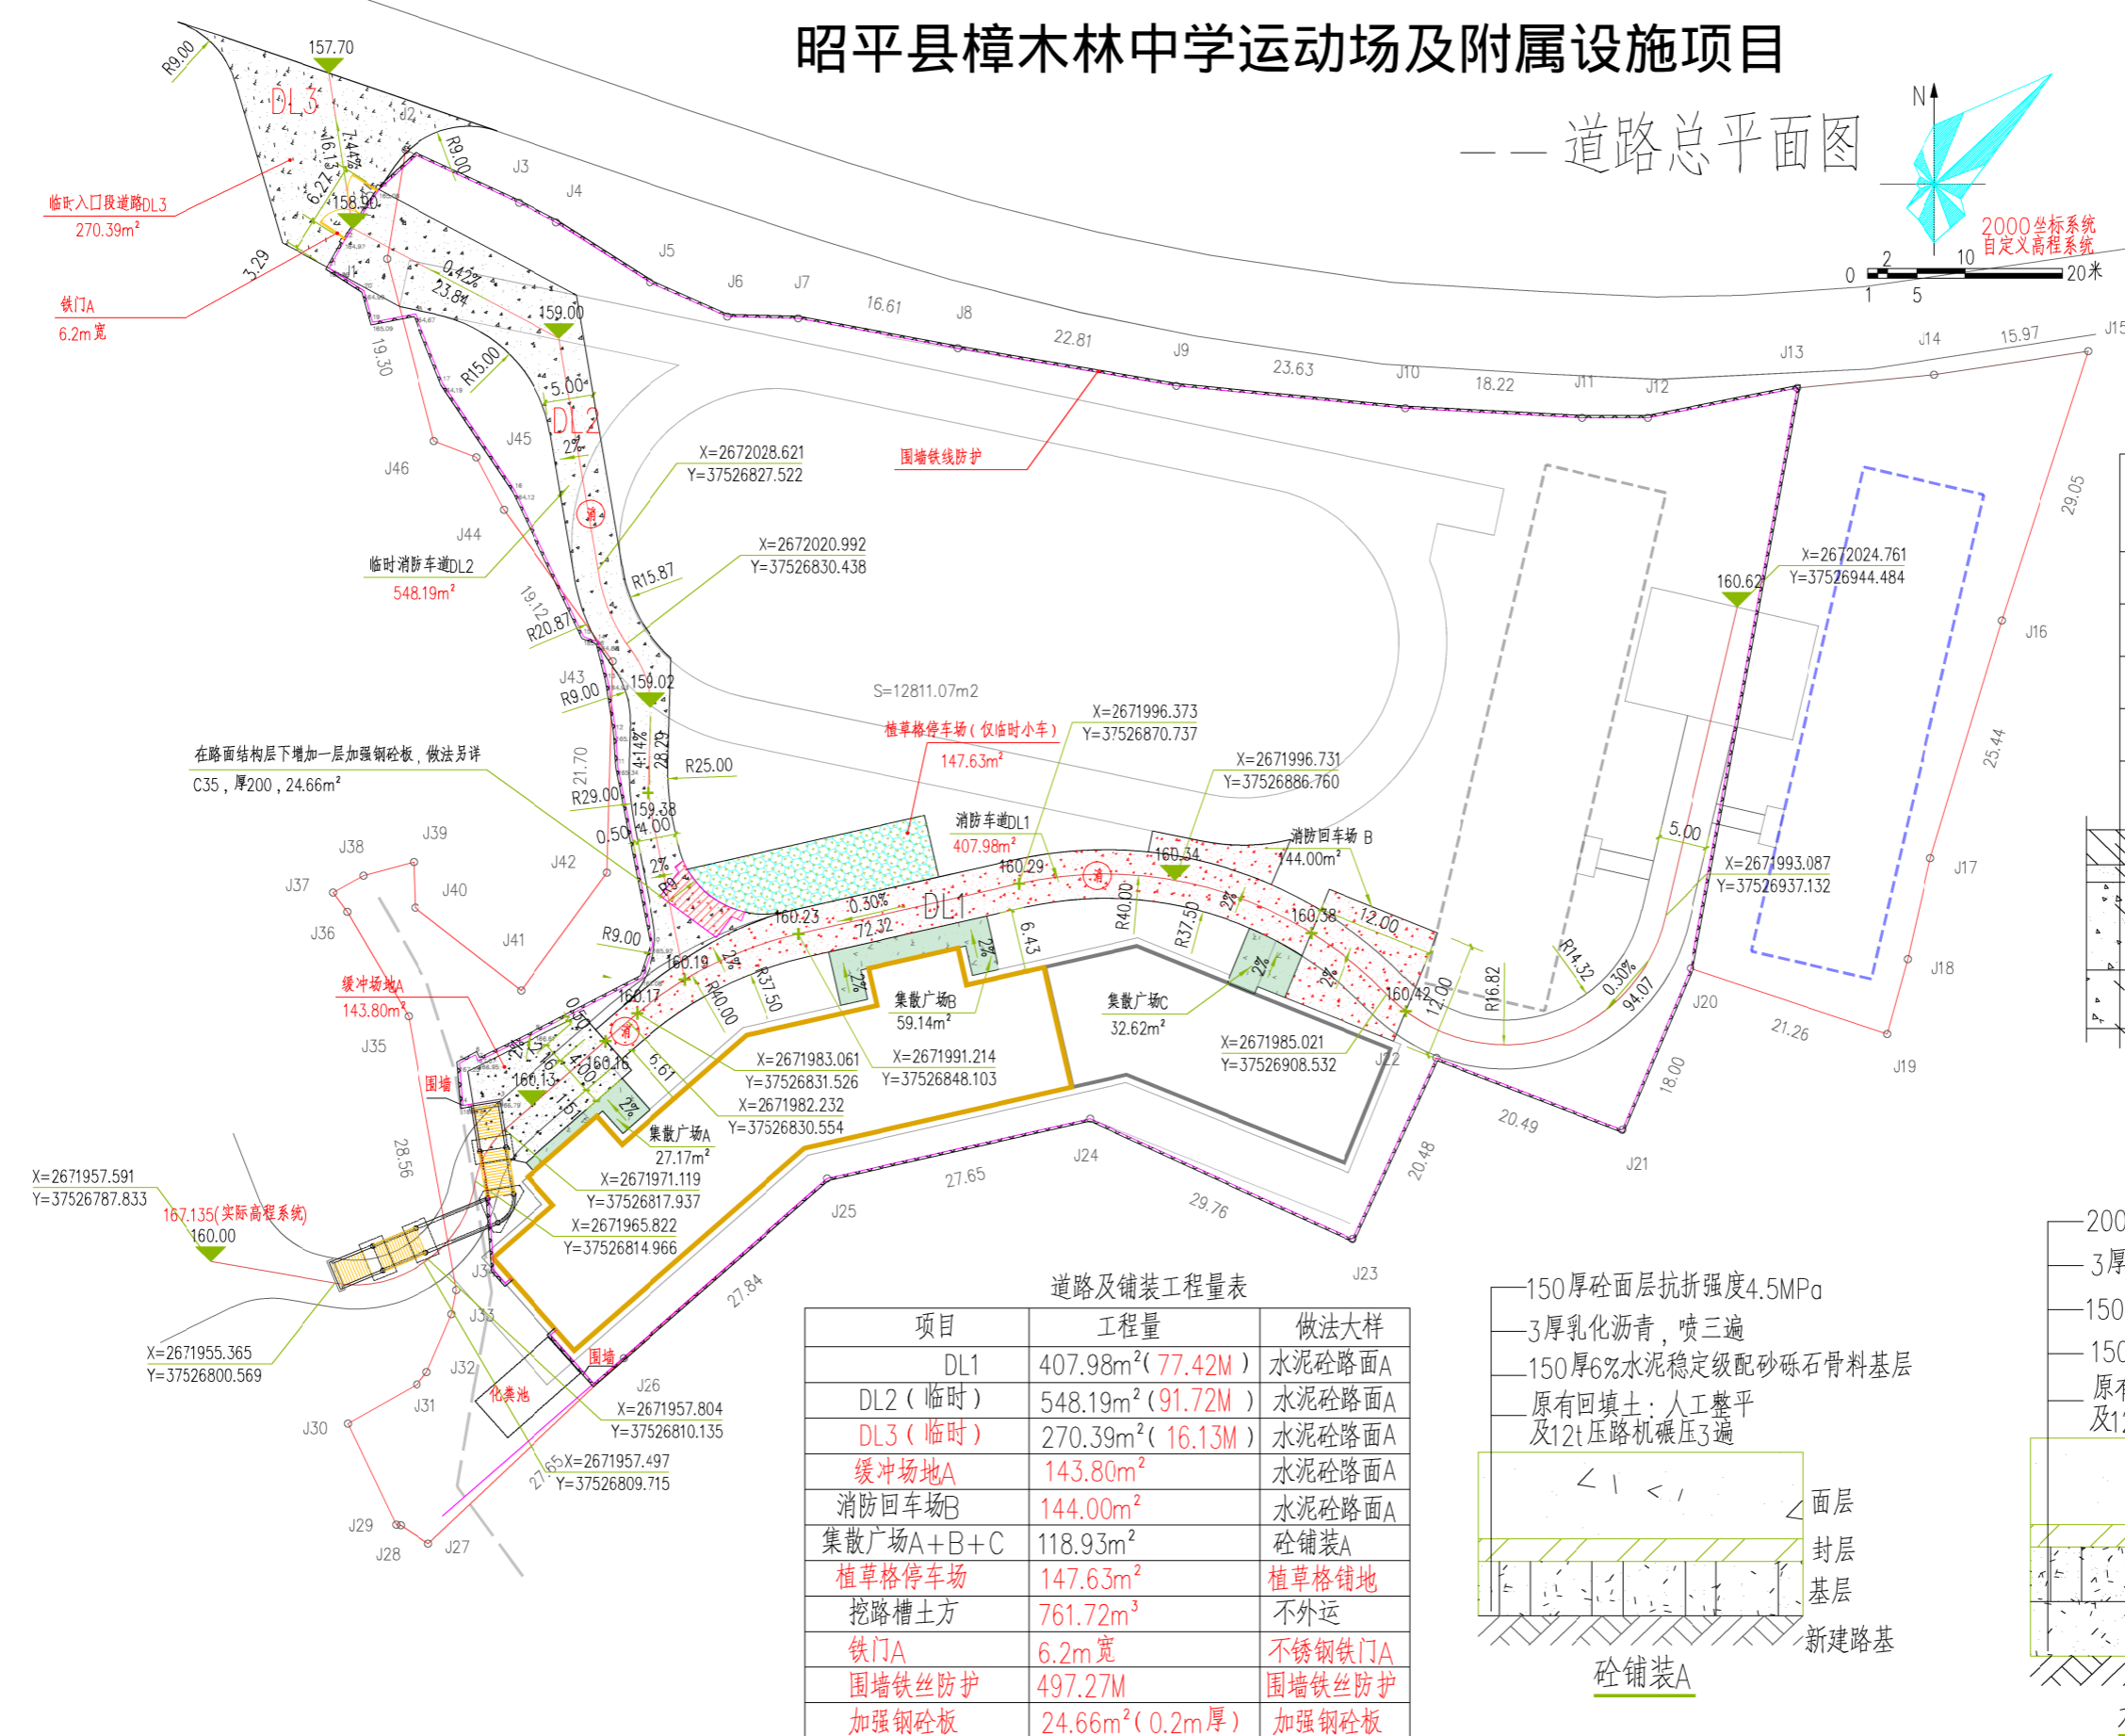 昭平县樟木林中学运动场及附属设施项目
——道路总平面图
N
2000坐标系统
自定义高程系统
0 2 10 20米
1 5
R9.00
157.70
DL3
J2
7.44%
16.13
R9.00
6.27
158.90
临时入口段道路DL3
270.39m²
3.29
铁门A
6.2m宽
J1
0.42%
23.84
159.00
19.30
R15.00
5.00
DL2
2%
J3
J4
J5
J6
J7
16.61
J8
22.81
J9
23.63
J10
18.22
J11
J12
J13
J14
15.97
J15
围墙铁线防护
J45
J46
J44
X=2672028.621
Y=37526827.522
消
临时消防车道DL2
548.19m²
X=2672020.992
Y=37526830.438
R15.87
19.12
R20.87
J43
R9.00
159.02
S=12811.07m2
X=2672024.761
Y=37526944.484
160.62
29.05
J16
25.44
在路面结构层下增加一层加强钢砼板，做法另详
C35，厚200，24.66m²
21.70
4.14%
28.29
R25.00
R29.00
159.38
0.50
4.00
2%
植草格停车场（仅临时小车）
147.63m²
X=2671996.373
Y=37526870.737
X=2671996.731
Y=37526886.760
消防车道DL1
407.98m²
消防回车场 B
144.00m²
160.29
160.34
消
5.00
X=2671993.087
Y=37526937.132
J17
J18
J38
J39
J37
J40
J42
J36
J41
J35
R9.00
160.23
0.30%
72.32
DL1
6.43
R40.00
R37.50
2%
160.38
12.00
160.42
12.00
R16.82
R14.32
0.30%
94.07
J20
21.26
J19
缓冲场地A
143.80m²
160.19
2%
R37.50
R40.00
160.17
消
0.50
160.16
6.61
4.00
160.13
1.51
2%
围墙
集散广场A
27.17m²
集散广场B
59.14m²
2%
2%
集散广场C
32.62m²
2%
2%
X=2671985.021
Y=37526908.532
J22
X=2671983.061
Y=37526831.526
X=2671991.214
Y=37526848.103
X=2671982.232
Y=37526830.554
X=2671971.119
Y=37526817.937
X=2671965.822
Y=37526814.966
18.00
20.49
J21
20.48
J24
27.65
29.76
J25
J23
28.56
X=2671957.591
Y=37526787.833
167.135(实际高程系统)
160.00
J33
27.84
X=2671955.365
Y=37526800.569
J32
J31
J30
围墙
化粪池
J26
X=2671957.804
Y=37526810.135
X=2671957.497
Y=37526809.715
27.65
J29
J28
J27
道路及铺装工程量表
项目 工程量 做法大样
DL1 407.98m²(77.42M) 水泥砼路面A
DL2（临时） 548.19m²(91.72M) 水泥砼路面A
DL3（临时） 270.39m²(16.13M) 水泥砼路面A
缓冲场地A 143.80m² 水泥砼路面A
消防回车场B 144.00m² 水泥砼路面A
集散广场A+B+C 118.93m² 砼铺装A
植草格停车场 147.63m² 植草格铺地
挖路槽土方 761.72m³ 不外运
铁门A 6.2m宽 不锈钢铁门A
围墙铁丝防护 497.27M 围墙铁丝防护
加强钢砼板 24.66m²(0.2m厚) 加强钢砼板
150厚砼面层抗折强度4.5MPa
3厚乳化沥青，喷三遍
150厚6%水泥稳定级配砂砾石骨料基层
原有回填土：人工整平
及12t压路机碾压3遍
面层
封层
基层
新建路基
砼铺装A
200
3厚
150
150
原有
及12